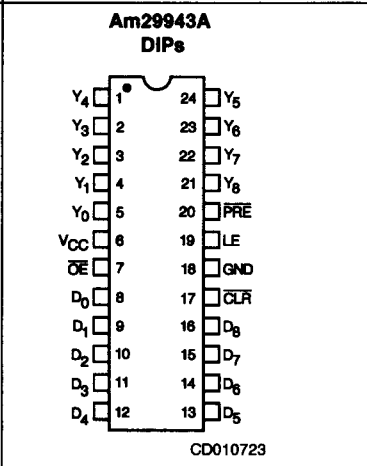 Am29943A
DIPs
Y4 1 24 Y5
Y3 2 23 Y6
Y2 3 22 Y7
Y1 4 21 Y8
Y0 5 20 PRE
VCC 6 19 LE
OE 7 18 GND
D0 8 17 CLR
D1 9 16 D8
D2 10 15 D7
D3 11 14 D6
D4 12 13 D5
CD010723